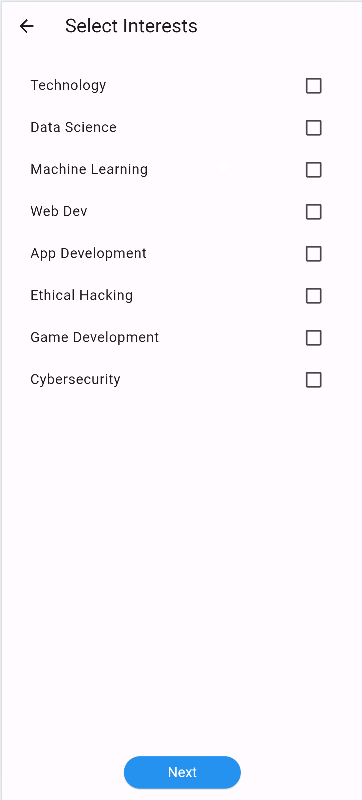 Select Interests
Technology
Data Science
Machine Learning
Web Dev
App Development
Ethical Hacking
Game Development
Cybersecurity
Next